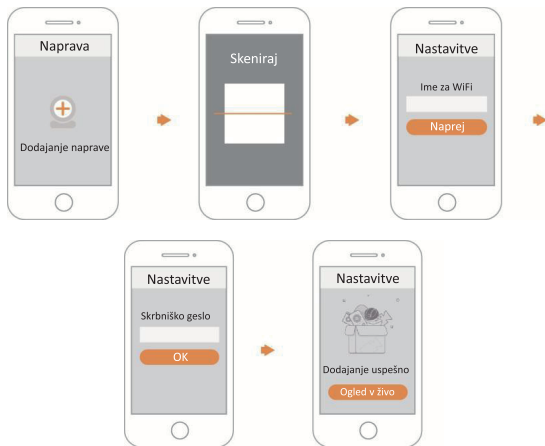 Naprava
Dodajanje naprave
Skeniraj
Nastavitve
Ime za WiFi
Naprej
Nastavitve
Skrbniško geslo
OK
Nastavitve
Dodajanje uspešno
Ogled v živo